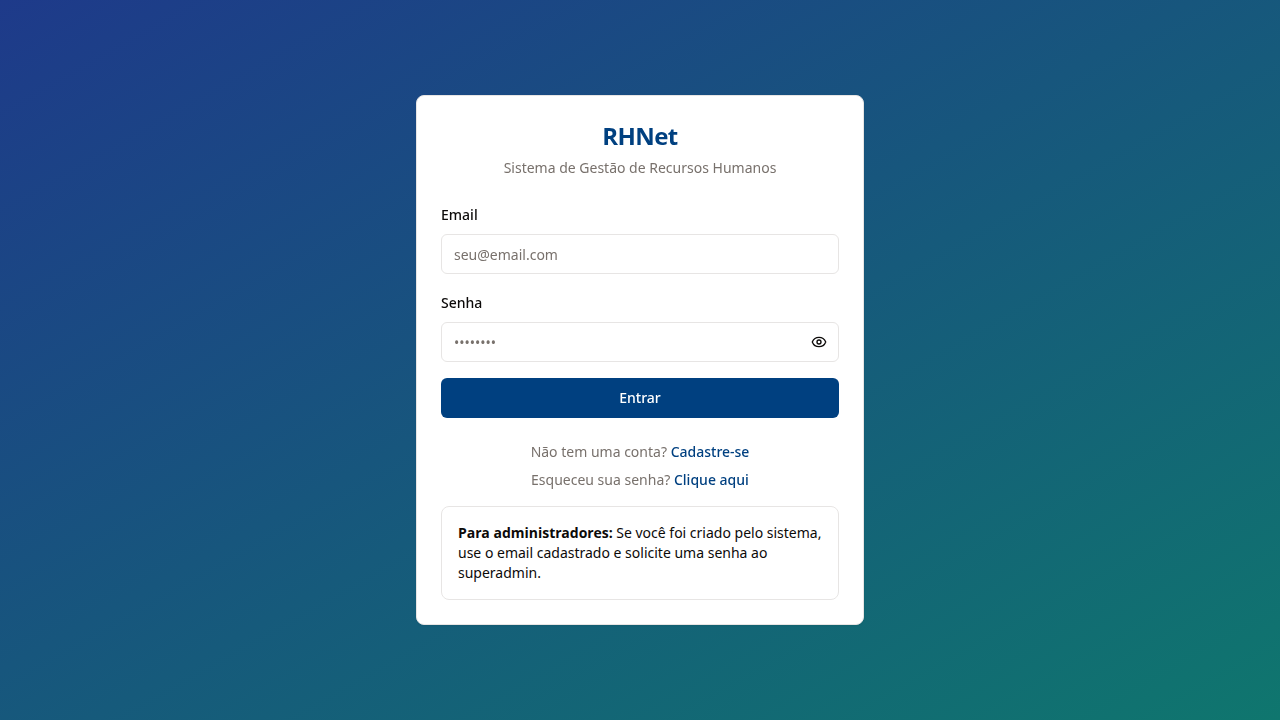 RHNet
Sistema de Gestão de Recursos Humanos
Email
seu@email.com
Senha
••••••••
Entrar
Não tem uma conta? Cadastre-se
Esqueceu sua senha? Clique aqui
Para administradores: Se você foi criado pelo sistema,
use o email cadastrado e solicite uma senha ao
superadmin.